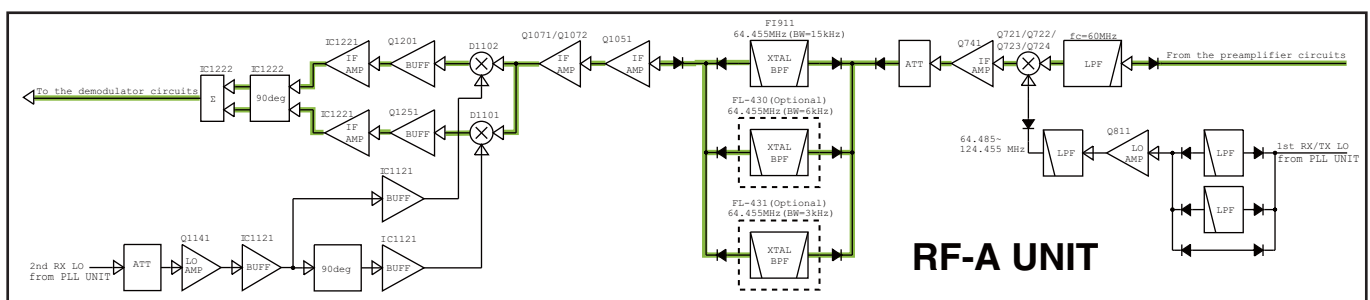 FI911
64.455MHz(BW=15kHz)
XTAL
BPF
Q721/Q722/
Q723/Q724
fc=60MHz
LPF
From the preamplifier circuits
Q741
IF
AMP
ATT
IC1221
IF
AMP
Q1201
BUFF
D1102
Q1071/Q1072
IF
AMP
Q1051
IF
AMP
IC1222
Σ
IC1222
90deg
To the demodulator circuits
IC1221
IF
AMP
Q1251
BUFF
D1101
FL-430(Optional)
64.455MHz(BW=6kHz)
XTAL
BPF
64.485~
124.455 MHz
LPF
Q811
LO
AMP
LPF
1st RX/TX LO
from PLL UNIT
LPF
IC1121
BUFF
FL-431(Optional)
64.455MHz(BW=3kHz)
XTAL
BPF
2nd RX LO
from PLL UNIT
ATT
Q1141
LO
AMP
IC1121
BUFF
90deg
IC1121
BUFF
RF-A UNIT